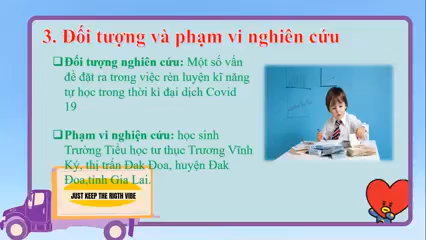 3. Đối tượng và phạm vi nghiên cứu
❑Đối tượng nghiên cứu: Một số vấn
đề đặt ra trong việc rèn luyện kĩ năng
tự học trong thời kì đại dịch Covid
19
❑Phạm vi nghiện cứu: học sinh
Trường Tiểu học tư thục Trương Vĩnh
Ký, thị trấn Đak Đoa, huyện Đak
Đoa,tỉnh Gia Lai.
JUST KEEP THE RIGTH VIBE